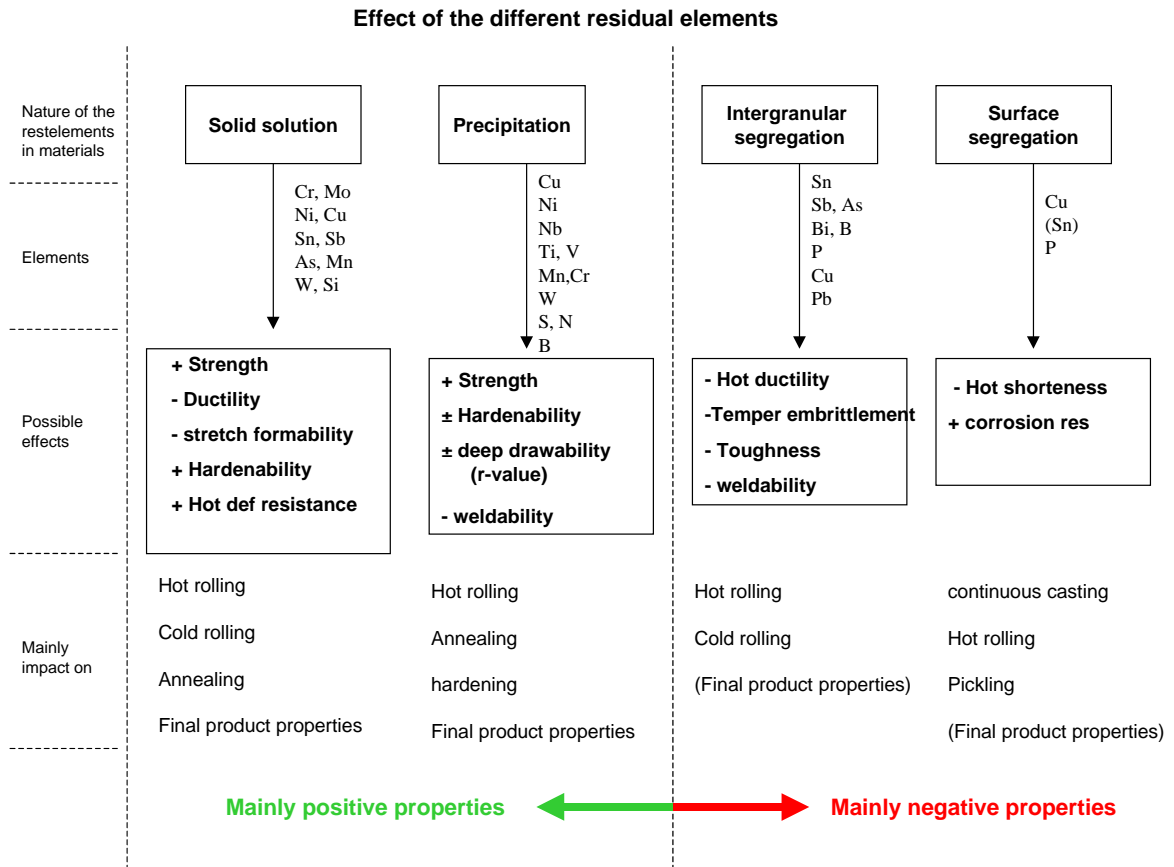 Effect of the different residual elements
Nature of the
restelements
in materials
Solid solution
Precipitation
Intergranular
segregation
Surface
segregation
Elements
Cr, Mo
Ni, Cu
Sn, Sb
As, Mn
W, Si
Cu
Ni
Nb
Ti, V
Mn,Cr
W
S, N
B
Sn
Sb, As
Bi, B
P
Cu
Pb
Cu
(Sn)
P
Possible
effects
+ Strength
- Ductility
- stretch formability
+ Hardenability
+ Hot def resistance
+ Strength
± Hardenability
± deep drawability
(r-value)
- weldability
- Hot ductility
-Temper embrittlement
- Toughness
- weldability
- Hot shorteness
+ corrosion res
Mainly
impact on
Hot rolling
Cold rolling
Annealing
Final product properties
Hot rolling
Annealing
hardening
Final product properties
Hot rolling
Cold rolling
(Final product properties)
continuous casting
Hot rolling
Pickling
(Final product properties)
Mainly positive properties
Mainly negative properties